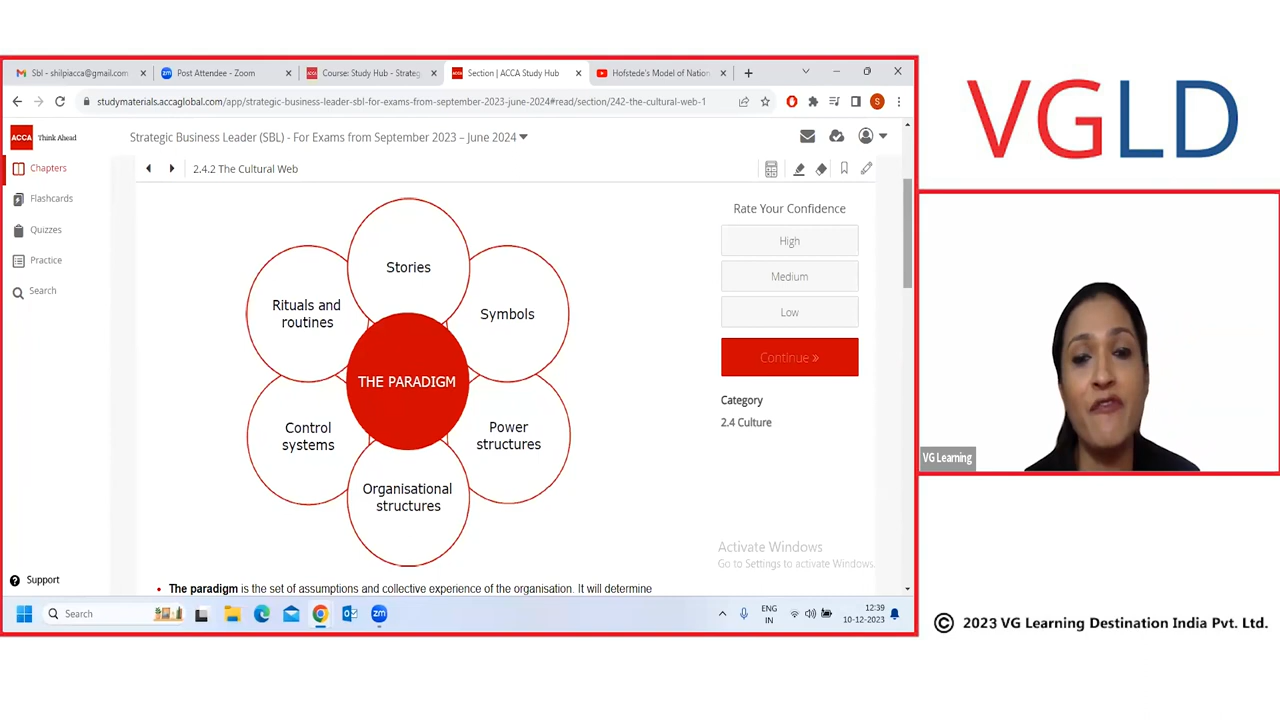 Sbl - shilpiacca@gmail.com
Post Attendee - Zoom
Course: Study Hub - Strateg
Section | ACCA Study Hub
Hofstede's Model of Nation
studymaterials.accaglobal.com/app/strategic-business-leader-sbl-for-exams-from-september-2023-june-2024#read/section/242-the-cultural-web-1
S
ACCA Think Ahead
Strategic Business Leader (SBL) - For Exams from September 2023 – June 2024
Chapters
Flashcards
Quizzes
Practice
Search
Support
2.4.2 The Cultural Web
Stories
Rituals and
routines
Symbols
THE PARADIGM
Control
systems
Power
structures
Organisational
structures
• The paradigm is the set of assumptions and collective experience of the organisation. It will determine
Rate Your Confidence
High
Medium
Low
Continue »
Category
2.4 Culture
Activate Windows
Go to Settings to activate Windows.
Search
zm
ENG
IN
12:39
10-12-2023
VGLD
VG Learning
© 2023 VG Learning Destination India Pvt. Ltd.